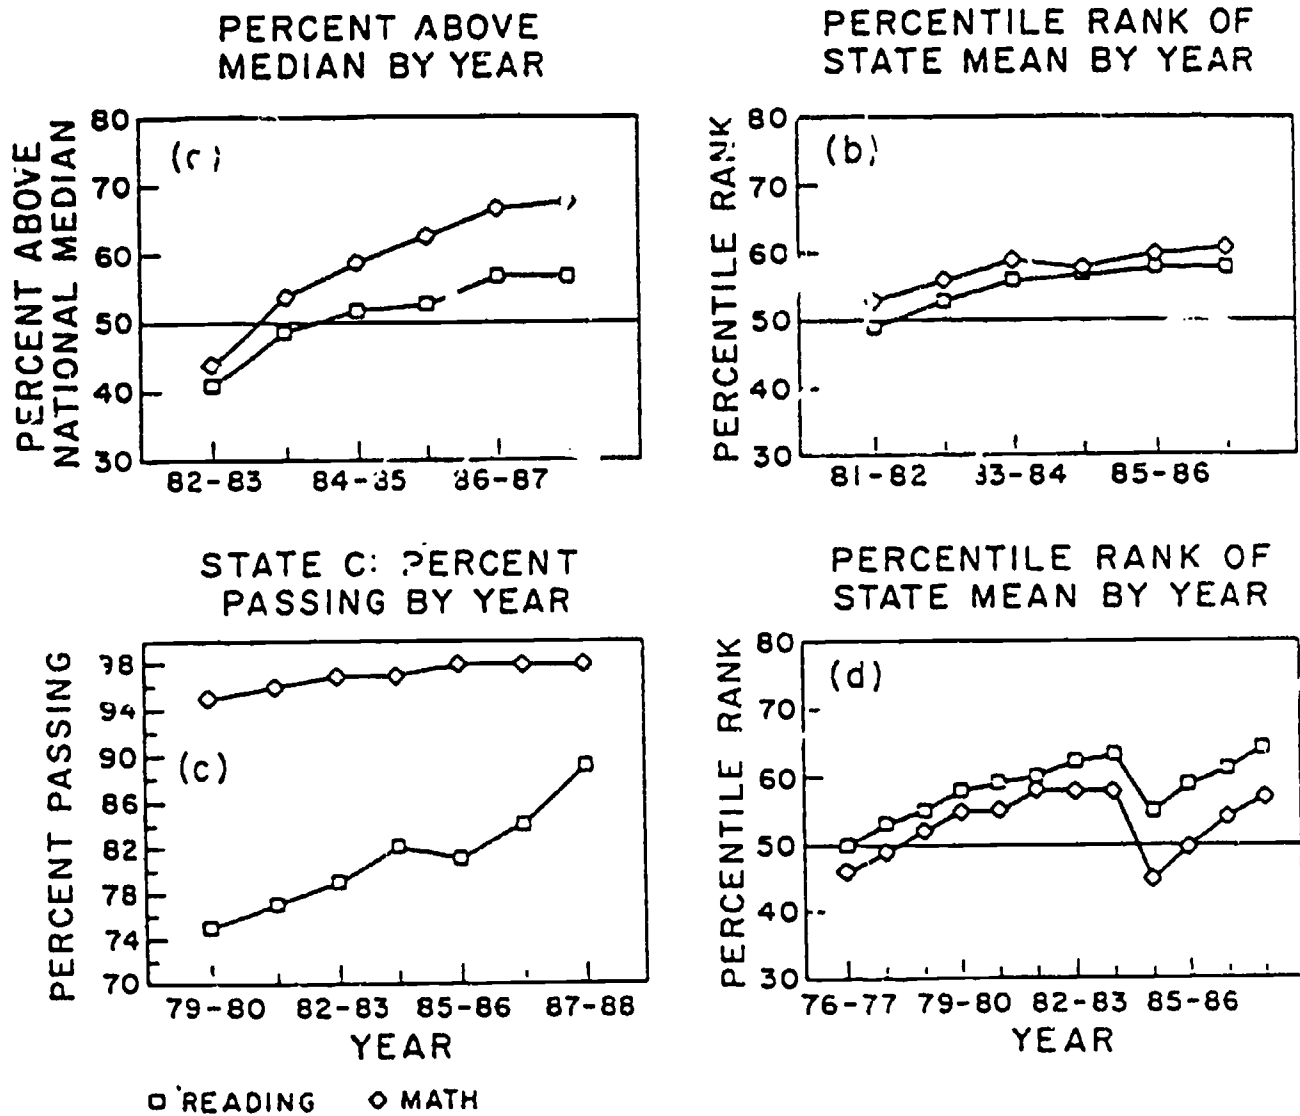 PERCENT ABOVE
MEDIAN BY YEAR
PERCENT ABOVE
NATIONAL MEDIAN
80
70
60
50
40
30
82-83
PERCENTILE RANK OF
STATE MEAN BY YEAR
PERCENTILE RANK
80
70
60
50
40
30
(b)
81-82
85-86
STATE C: PERCENT
PASSING BY YEAR
PERCENT PASSING
98
94
90
86
82
78
74
70
(c)
79-80 82-83 85-86 87-88
YEAR
PERCENTILE RANK OF
STATE MEAN BY YEAR
PERCENTILE RANK
80
70
60
50
40
30
(d)
76-77 79-80 82-83 85-86
YEAR
READING MATH